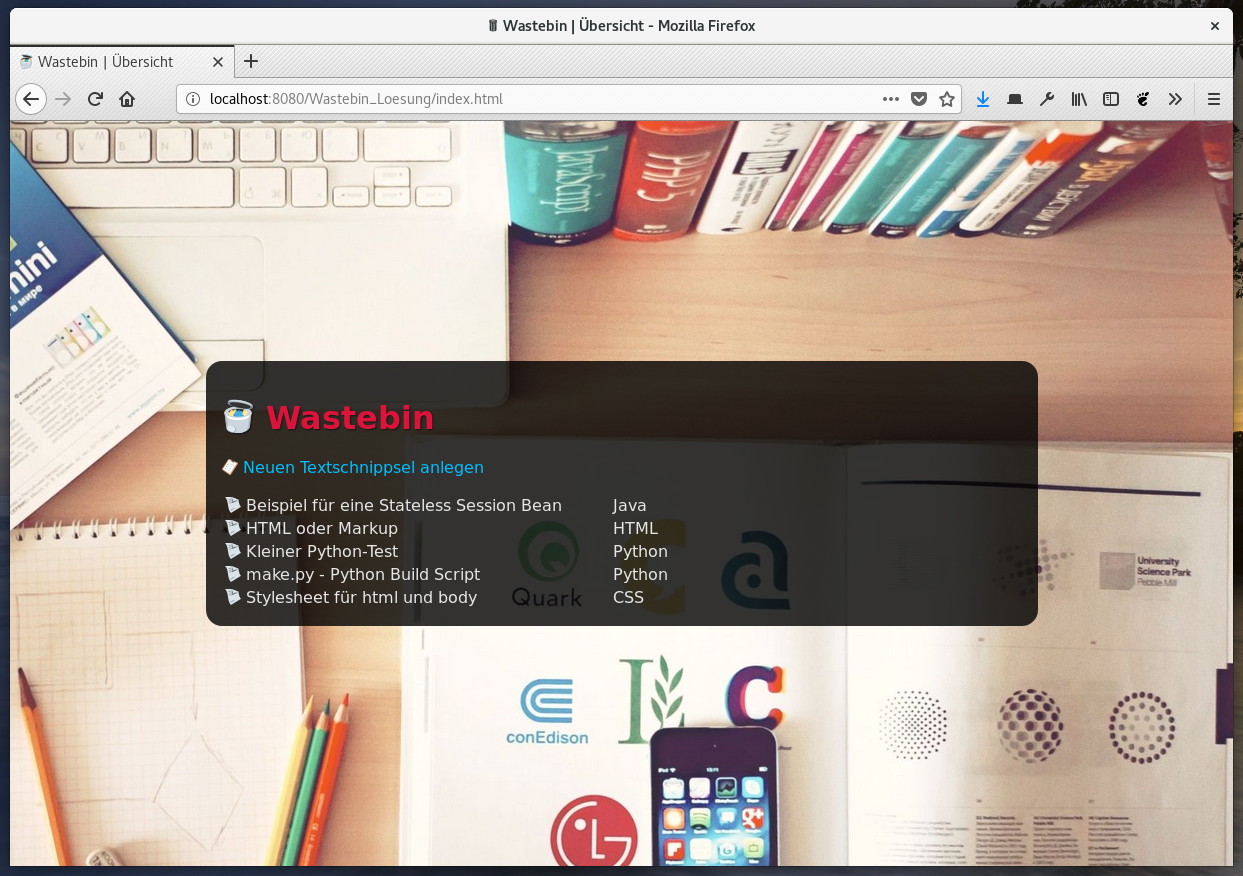 Wastebin | Übersicht - Mozilla Firefox
Wastebin | Übersicht
localhost:8080/Wastebin_Loesung/index.html
C V B N M
JavaScript
PHP5
mini
в мире
Wastebin
Neuen Textschnippsel anlegen
Beispiel für eine Stateless Session Bean Java
HTML oder Markup HTML
Kleiner Python-Test Python
make.py - Python Build Script Python
Stylesheet für html und body CSS
Quark
C
a
University
Science Park
Pebble Mill
conEdison
C
LG